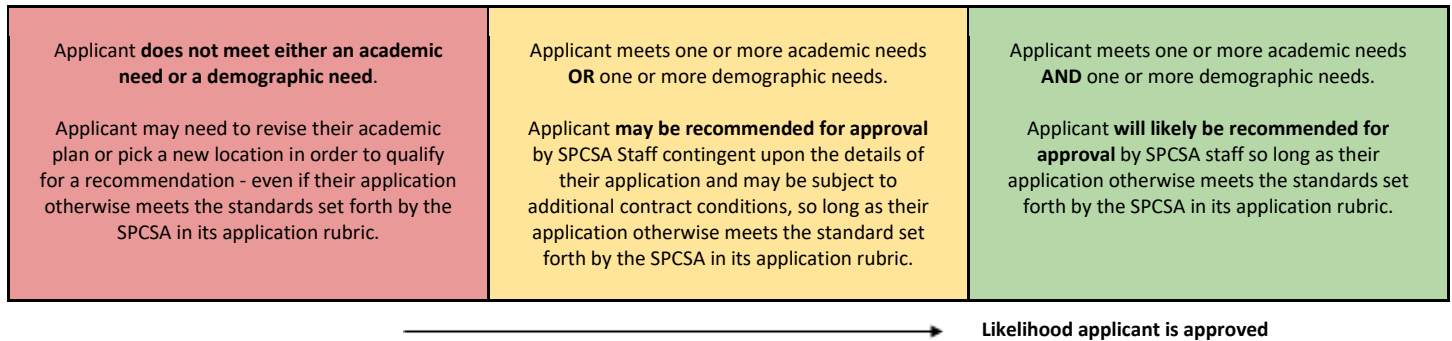 Applicant does not meet either an academic
need or a demographic need.
Applicant may need to revise their academic
plan or pick a new location in order to qualify
for a recommendation - even if their application
otherwise meets the standards set forth by the
SPCSA in its application rubric.
Applicant meets one or more academic needs
OR one or more demographic needs.
Applicant may be recommended for approval
by SPCSA Staff contingent upon the details of
their application and may be subject to
additional contract conditions, so long as their
application otherwise meets the standard set
forth by the SPCSA in its application rubric.
Applicant meets one or more academic needs
AND one or more demographic needs.
Applicant will likely be recommended for
approval by SPCSA staff so long as their
application otherwise meets the standards set
forth by the SPCSA in its application rubric.
Likelihood applicant is approved